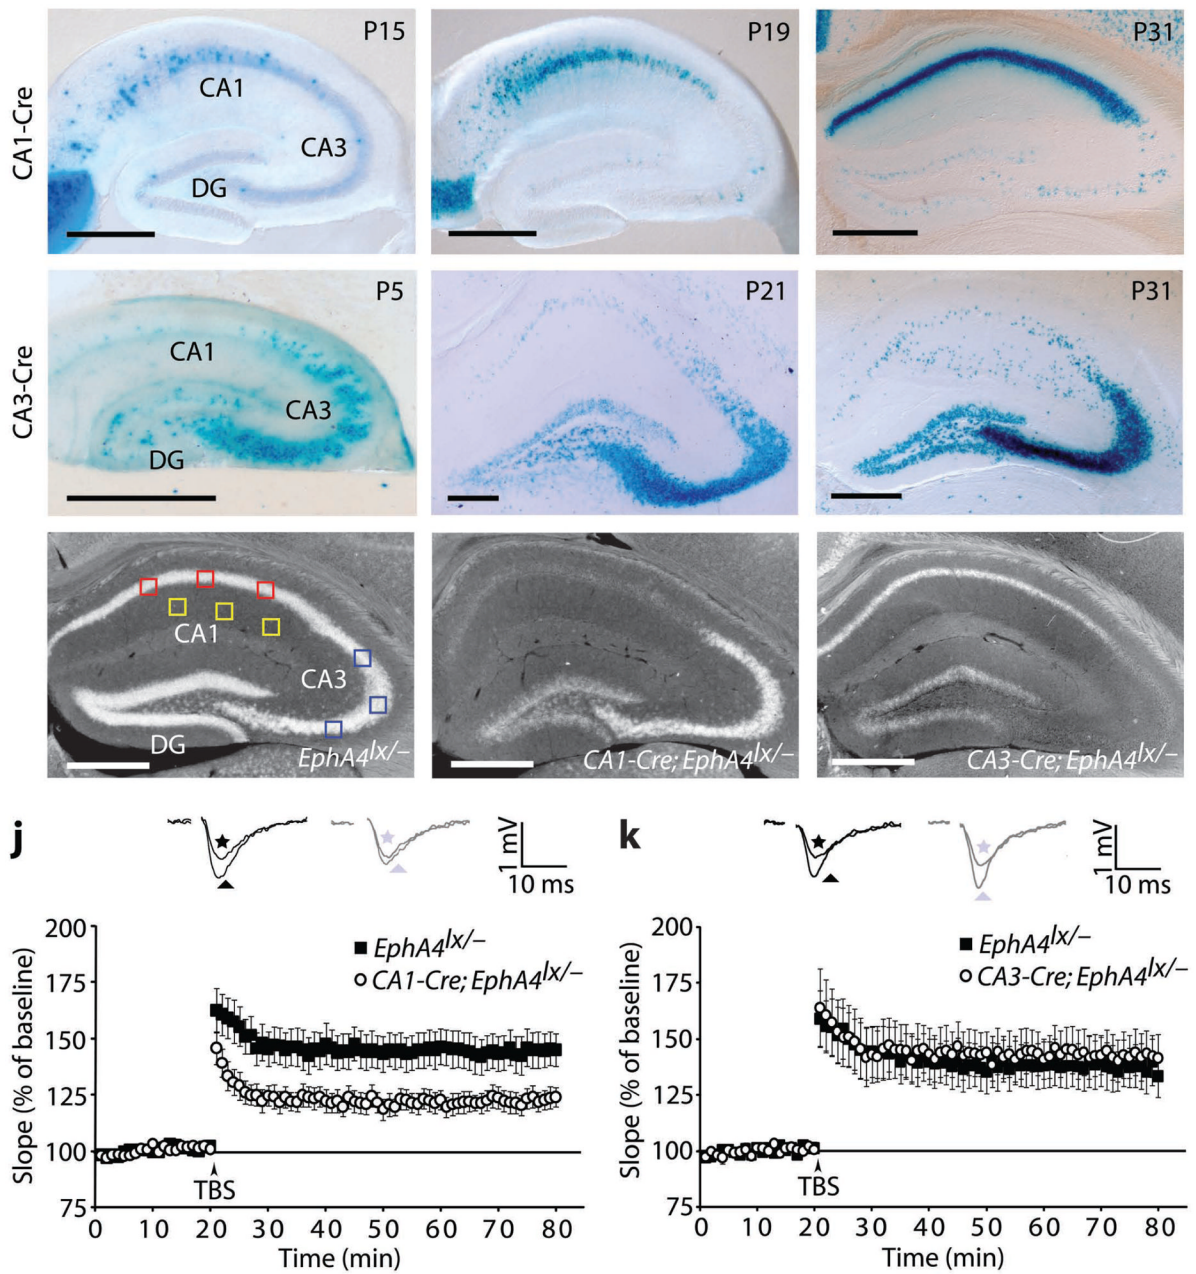 CA1-Cre
P15
CA1
CA3
DG
P19
P31
CA3-Cre
P5
CA1
CA3
DG
P21
P31
CA1
CA3
DG
EphA4lx/–
CA1-Cre; EphA4lx/–
CA3-Cre; EphA4lx/–
j
1 mV
10 ms
Slope (% of baseline)
200
175
150
125
100
75
EphA4lx/–
CA1-Cre; EphA4lx/–
TBS
0 10 20 30 40 50 60 70 80
Time (min)
k
1 mV
10 ms
Slope (% of baseline)
200
175
150
125
100
75
EphA4lx/–
CA3-Cre; EphA4lx/–
TBS
0 10 20 30 40 50 60 70 80
Time (min)